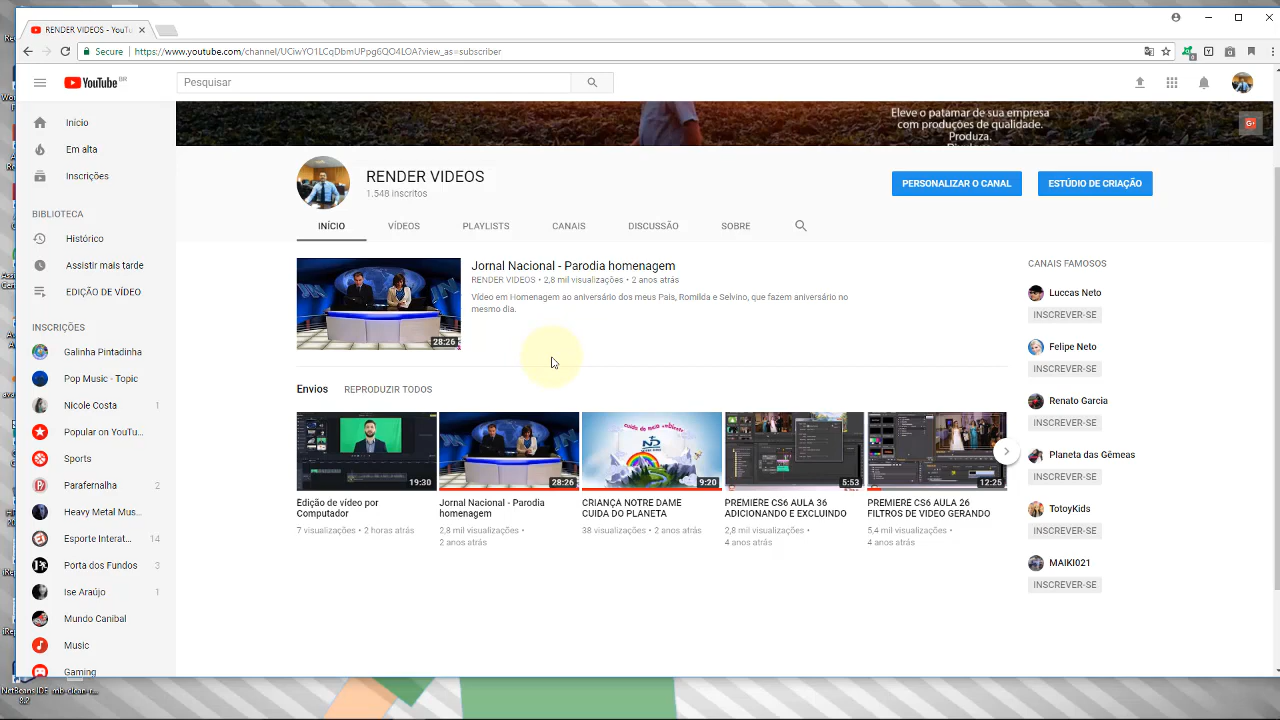 RENDER VIDEOS - YouTu
Secure
https://www.youtube.com/channel/UCiwYO1LCqDbmUPpg6QO4LOA?view_as=subscriber
YouTube BR
Pesquisar
Início
Em alta
Inscrições
BIBLIOTECA
Histórico
Assistir mais tarde
EDIÇÃO DE VÍDEO
INSCRIÇÕES
Galinha Pintadinha
Pop Music - Topic
Nicole Costa 1
Popular on YouTu...
Sports
Parafernalha 2
Heavy Metal Mus...
Esporte Interati... 14
Porta dos Fundos 3
Ise Araújo 1
Mundo Canibal
Music
Gaming
Eleve o patamar de sua empresa
com produções de qualidade.
Produza.
RENDER VIDEOS
1.548 inscritos
PERSONALIZAR O CANAL
ESTÚDIO DE CRIAÇÃO
INÍCIO
VÍDEOS
PLAYLISTS
CANAIS
DISCUSSÃO
SOBRE
28:26
Jornal Nacional - Parodia homenagem
RENDER VIDEOS • 2,8 mil visualizações • 2 anos atrás
Vídeo em Homenagem ao aniversário dos meus Pais, Romilda e Selvino, que fazem aniversário no
mesmo dia.
Envios
REPRODUZIR TODOS
19:30
Edição de vídeo por
Computador
7 visualizações • 2 horas atrás
28:26
Jornal Nacional - Parodia
homenagem
2,8 mil visualizações •
2 anos atrás
9:20
CRIANÇA NOTRE DAME
CUIDA DO PLANETA
38 visualizações • 2 anos atrás
5:53
PREMIERE CS6 AULA 36
ADICIONANDO E EXCLUINDO
2,8 mil visualizações •
4 anos atrás
12:25
PREMIERE CS6 AULA 26
FILTROS DE VIDEO GERANDO
5,4 mil visualizações •
4 anos atrás
CANAIS FAMOSOS
Luccas Neto
INSCREVER-SE
Felipe Neto
INSCREVER-SE
Renato Garcia
INSCREVER-SE
Planeta das Gêmeas
INSCREVER-SE
TotoyKids
INSCREVER-SE
MAIKI021
INSCREVER-SE
NetBeans IDE